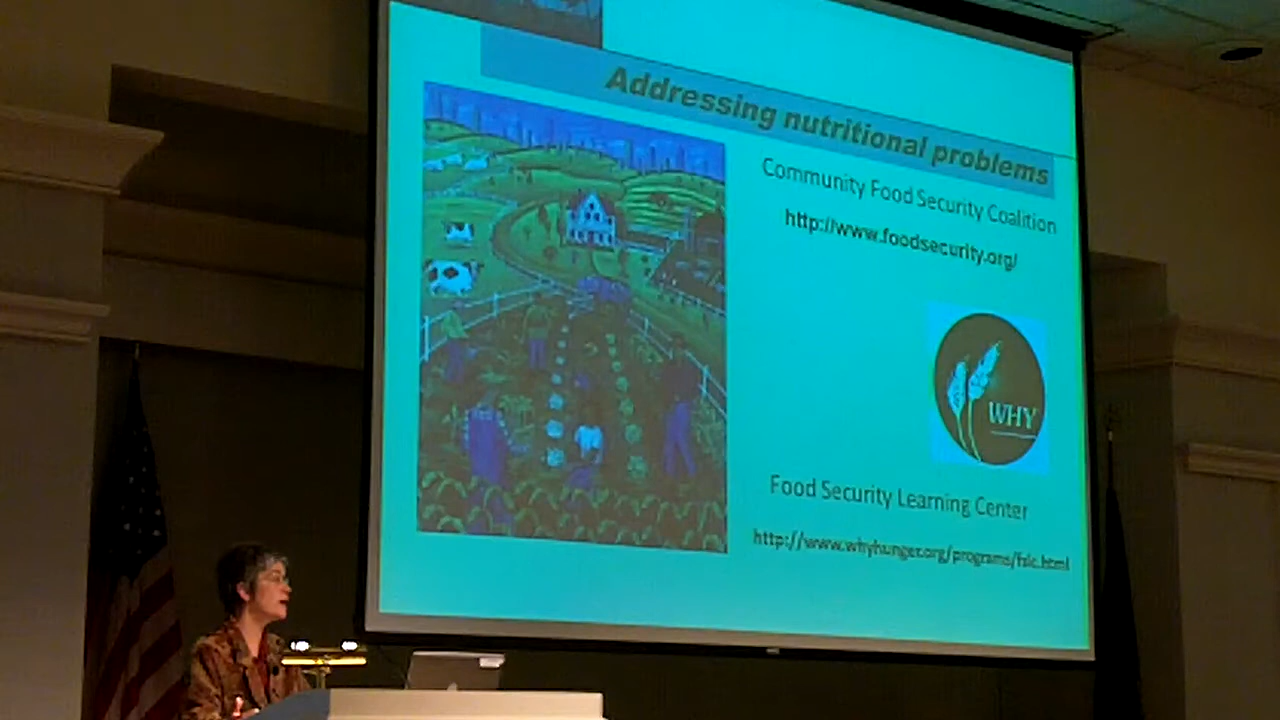 Addressing nutritional problems
Community Food Security Coalition
http://www.foodsecurity.org/
WHY
Food Security Learning Center
http://www.whyhunger.org/programs/fslc.html